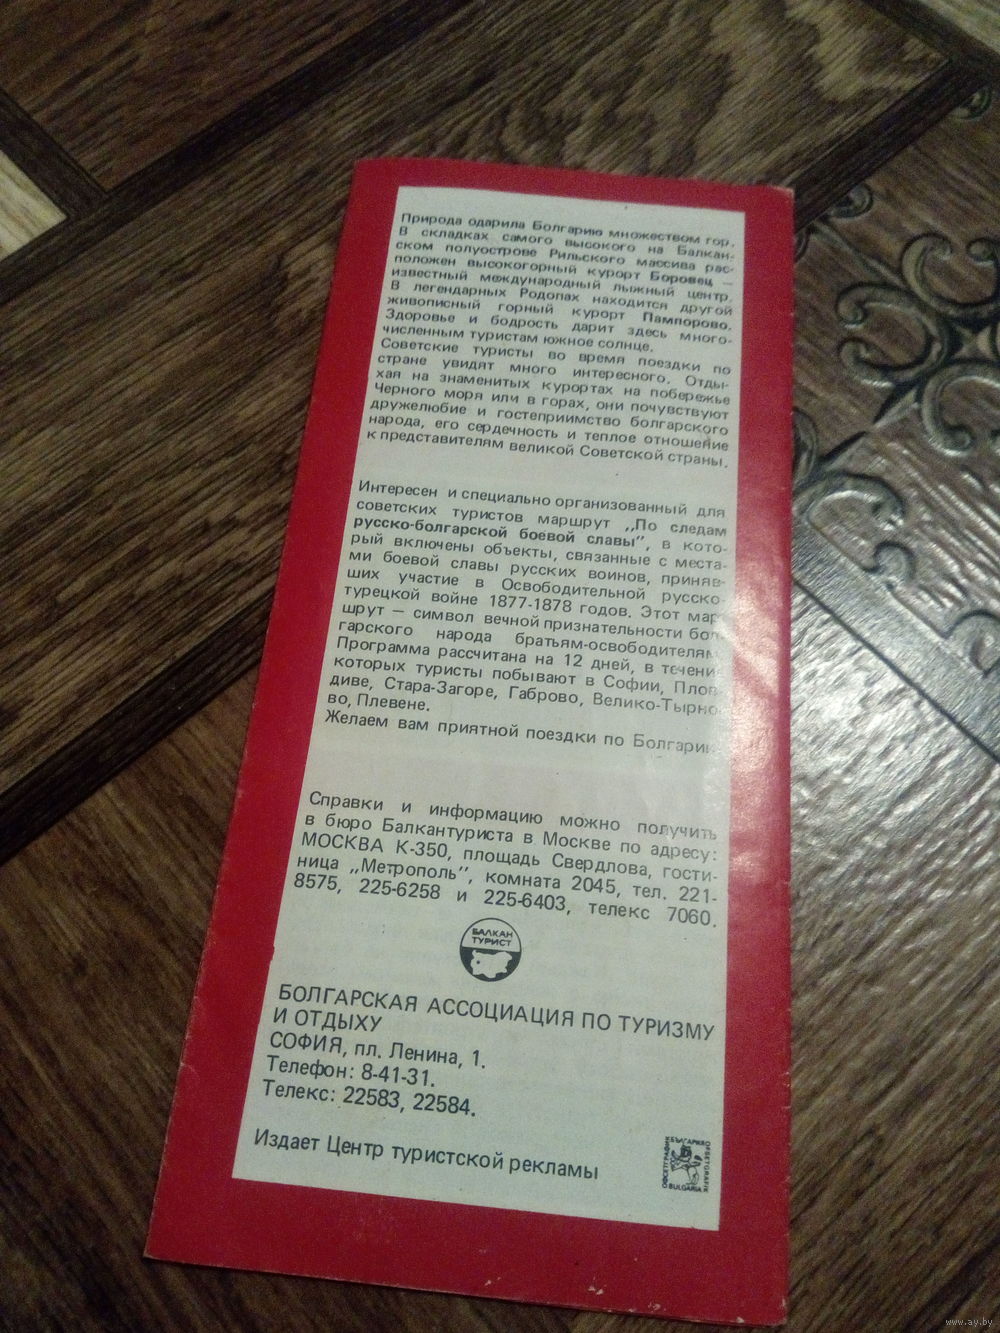 Природа одарила Болгарию множеством гор.
В складках самого высокого на Балкан-
ском полуострове Рильского массива рас-
положен высокогорный курорт Боровец —
известный международный лыжный центр.
В легендарных Родопах находится другой
живописный горный курорт Пампорово.
Здоровье и бодрость дарит здесь много-
численным туристам южное солнце.
Советские туристы во время поездки по
стране увидят много интересного. Отды-
хая на знаменитых курортах на побережье
Черного моря или в горах, они почувствуют
дружелюбие и гостеприимство болгарского
народа, его сердечность и теплое отношение
к представителям великой Советской страны.
Интересен и специально организованный для
советских туристов маршрут „По следам
русско-болгарской боевой славы", в кото-
рый включены объекты, связанные с места-
ми боевой славы русских воинов, приняв-
ших участие в Освободительной русско-
турецкой войне 1877-1878 годов. Этот мар-
шрут — символ вечной признательности бол-
гарского народа братьям-освободителям.
Программа рассчитана на 12 дней, в течени
которых туристы побывают в Софии, Плов-
диве, Стара-Загоре, Габрово, Велико-Тырно-
во, Плевене.
Желаем вам приятной поездки по Болгарии.
Справки и информацию можно получить
в бюро Балкантуриста в Москве по адресу:
МОСКВА К-350, площадь Свердлова, гости-
ница „Метрополь", комната 2045, тел. 221-
8575, 225-6258 и 225-6403, телекс 7060.
БАЛКАН
ТУРИСТ
БОЛГАРСКАЯ АССОЦИАЦИЯ ПО ТУРИЗМУ
И ОТДЫХУ
СОФИЯ, пл. Ленина, 1.
Телефон: 8-41-31.
Телекс: 22583, 22584.
Издает Центр туристской рекламы
ОФСЕТГРАФИК БЪЛГАРИЯ
OFSETGRAFIK BULGARIA
www.ay.by